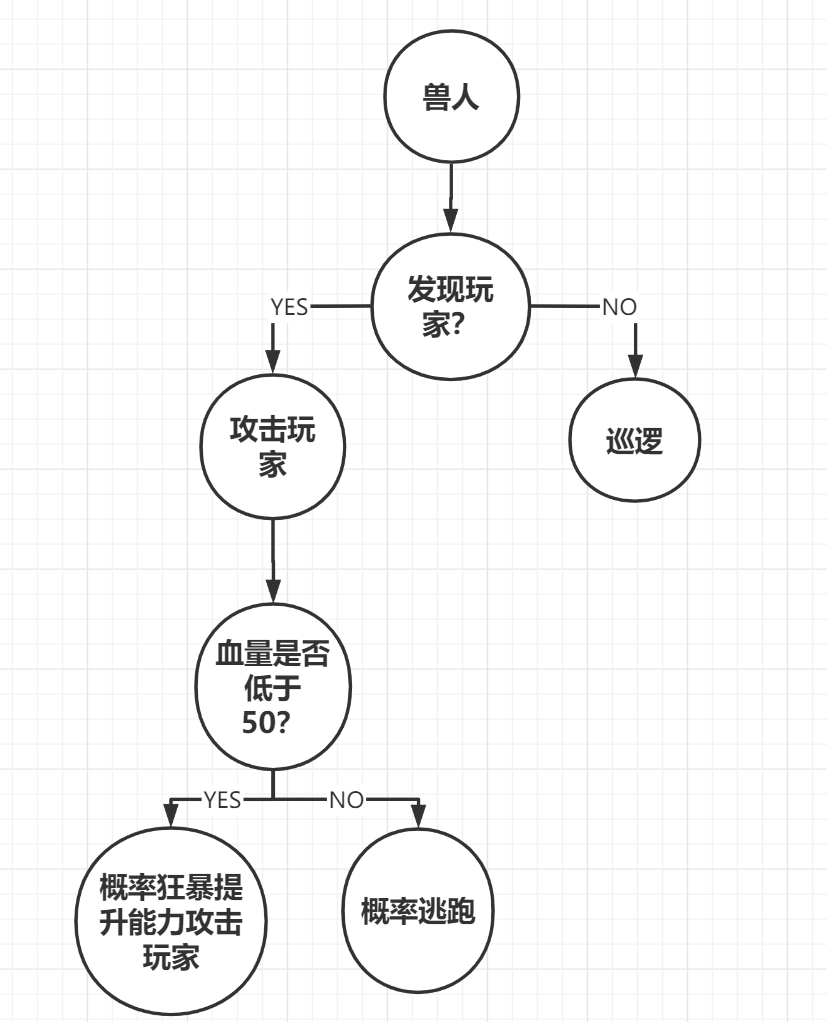 兽人
发现玩
家?
YES
NO
攻击玩
家
巡逻
血量是否
低于
50?
YES
NO
概率狂暴提
升能力攻击
玩家
概率逃跑